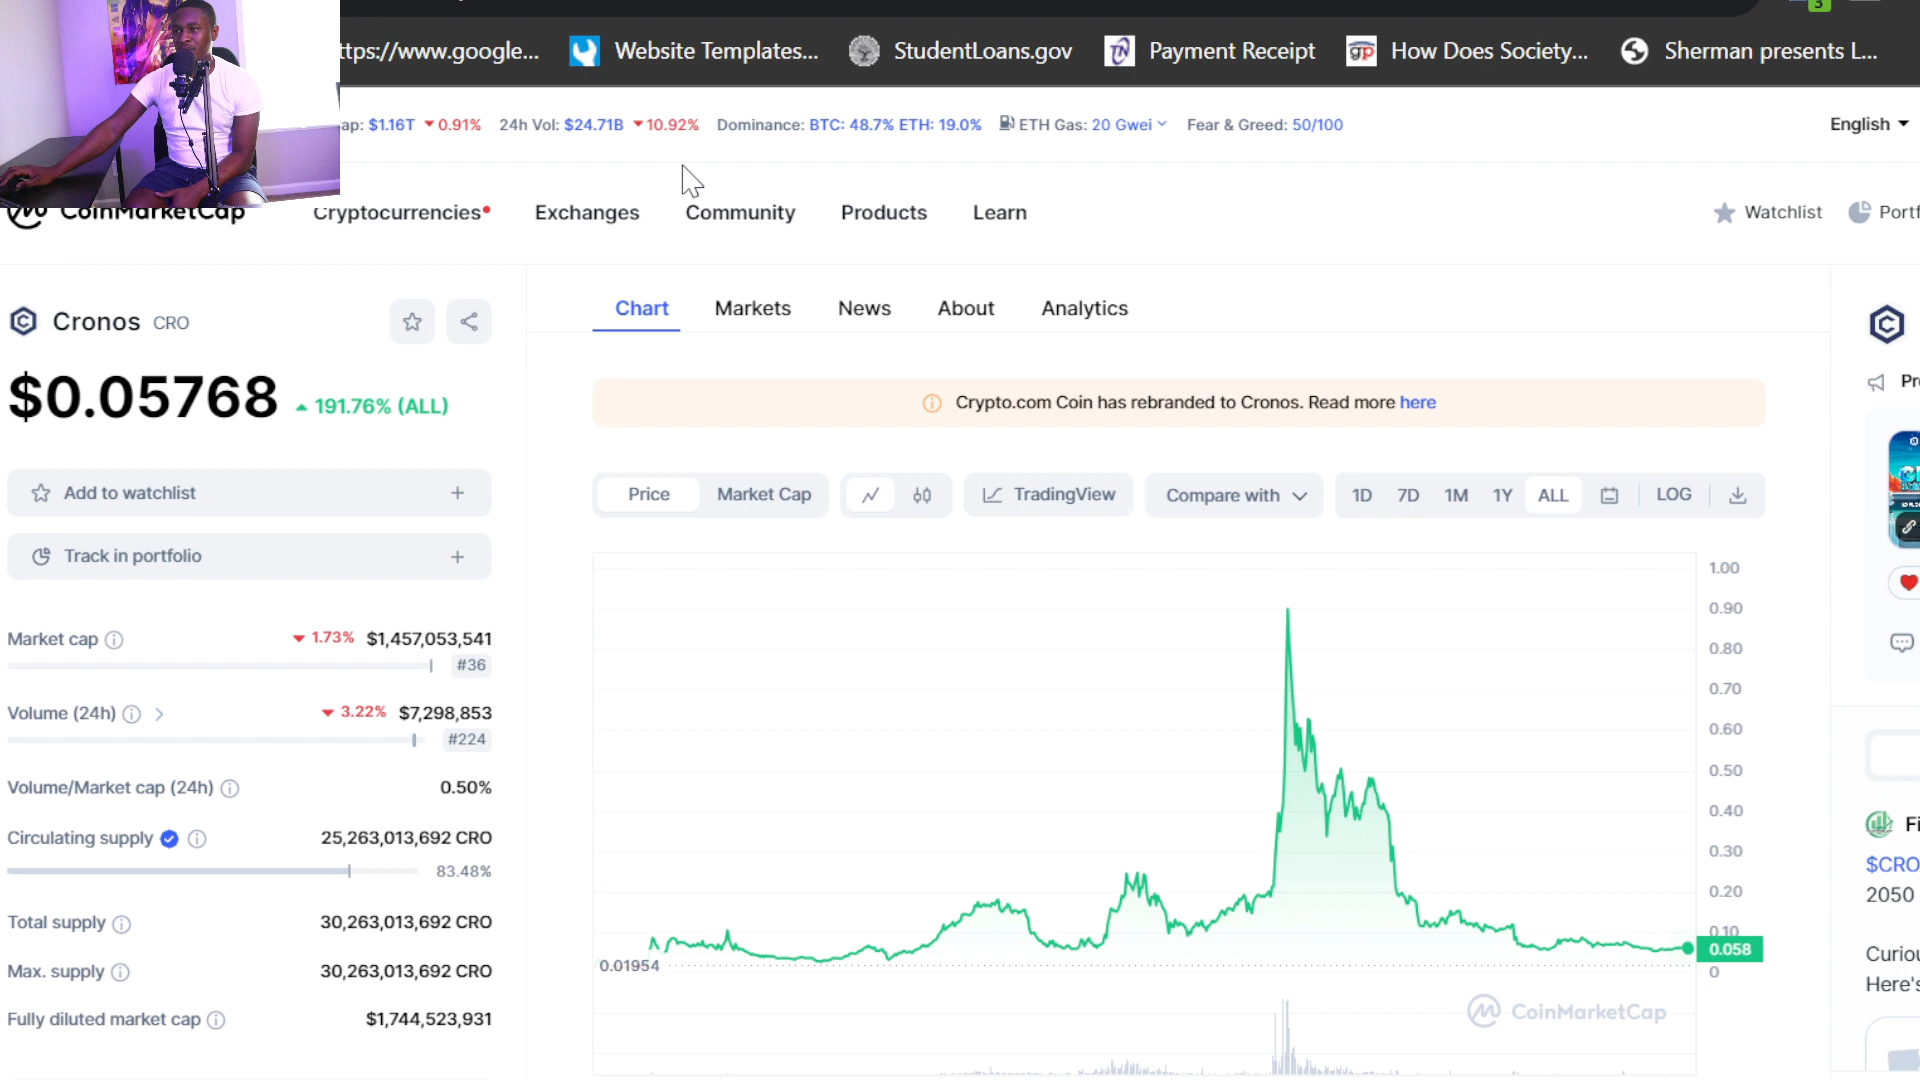 3
ttps://www.google...
Website Templates...
StudentLoans.gov
Payment Receipt
How Does Society...
Sherman presents L...
ap: $1.16T 0.91% 24h Vol: $24.71B 10.92% Dominance: BTC: 48.7% ETH: 19.0% ETH Gas: 20 Gwei Fear & Greed: 50/100
English
CoinMarketCap
Cryptocurrencies Exchanges Community Products Learn
Watchlist
Portf
Cronos CRO
$0.05768 191.76% (ALL)
Add to watchlist +
Track in portfolio +
Market cap 1.73% $1,457,053,541
#36
Volume (24h) 3.22% $7,298,853
#224
Volume/Market cap (24h) 0.50%
Circulating supply 25,263,013,692 CRO
83.48%
Total supply 30,263,013,692 CRO
Max. supply 30,263,013,692 CRO
Fully diluted market cap $1,744,523,931
Chart Markets News About Analytics
Crypto.com Coin has rebranded to Cronos. Read more here
Price Market Cap TradingView Compare with 1D 7D 1M 1Y ALL LOG
1.00
0.90
0.80
0.70
0.60
0.50
0.40
0.30
0.20
0.10
0.058
0
0.01954
CoinMarketCap
Pr
Fi
$CRO
2050
Curiou
Here's